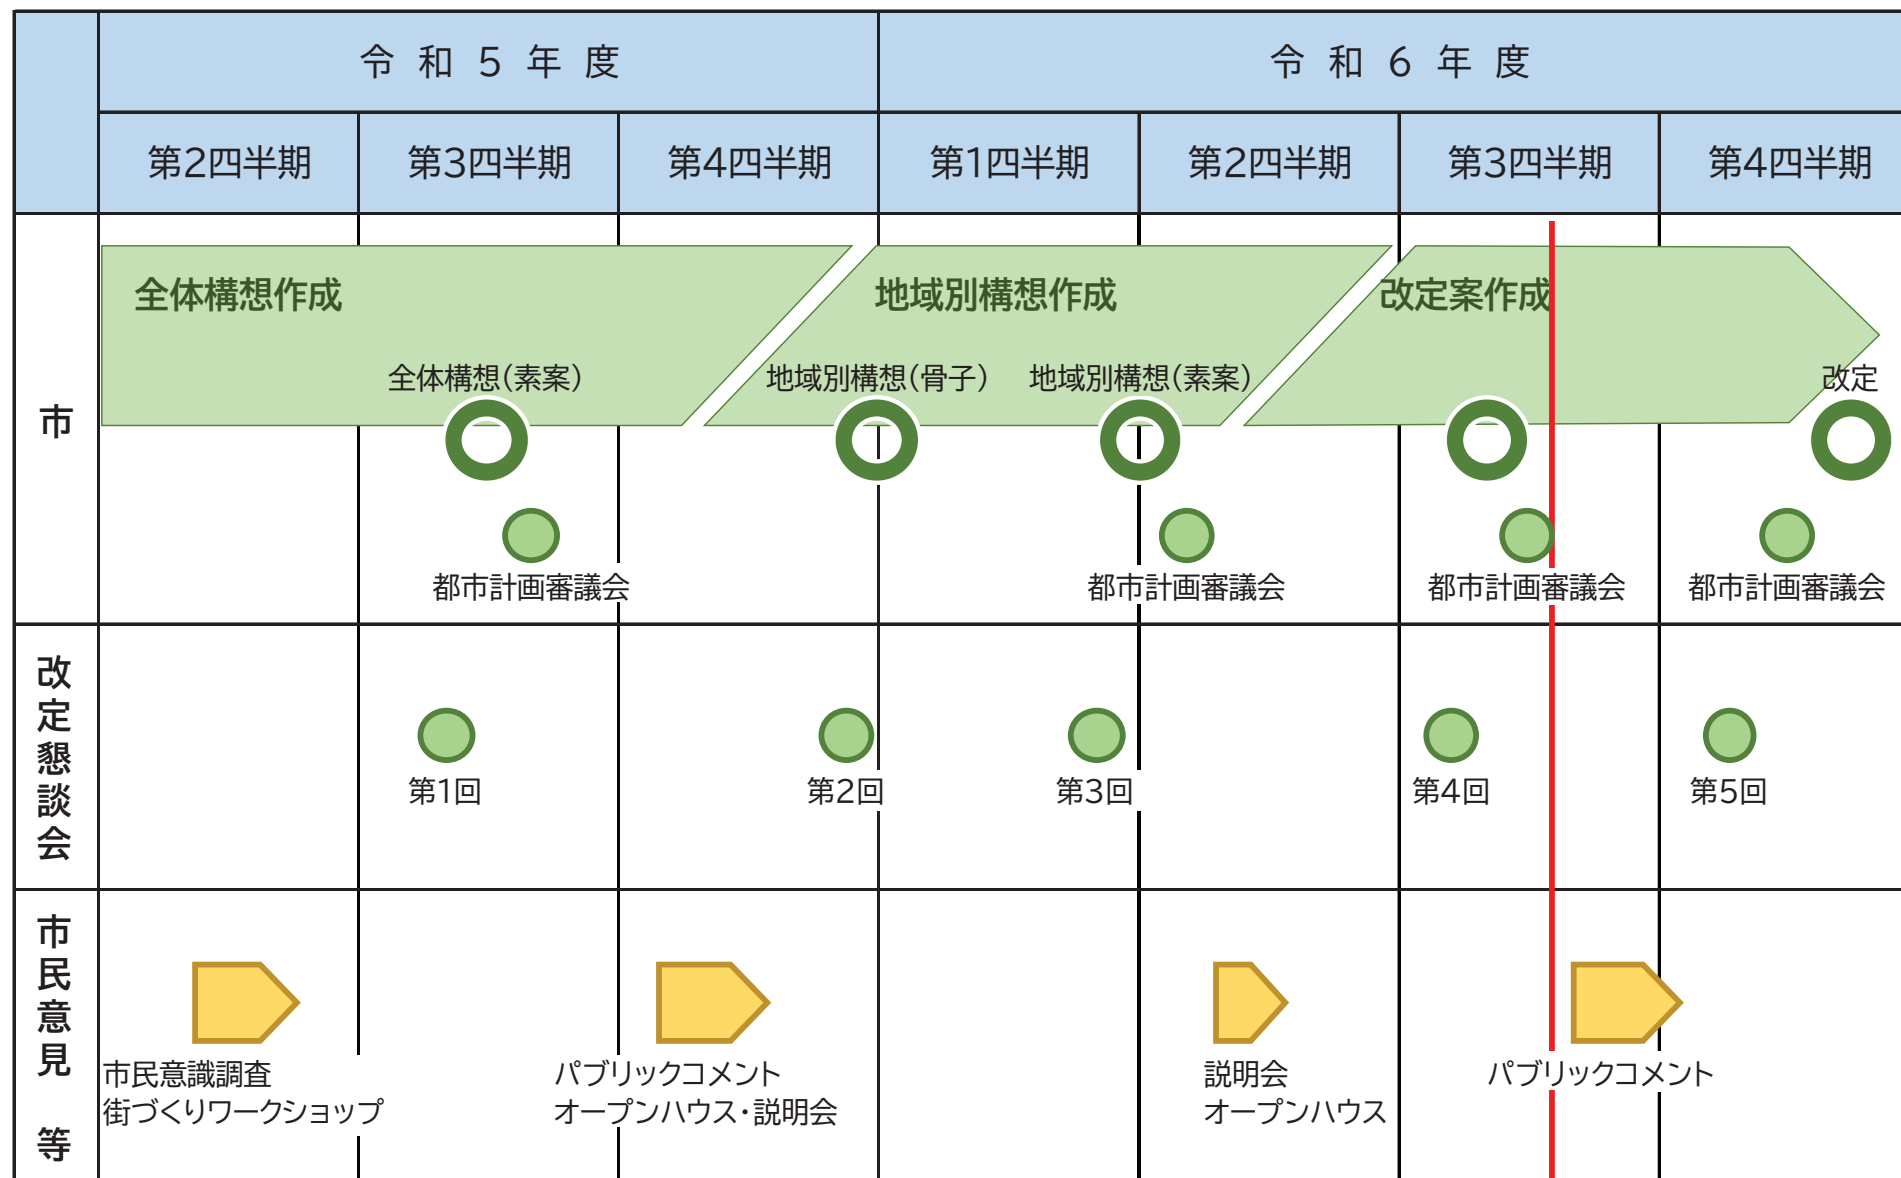 令和5年度
令和6年度
第2四半期
第3四半期
第4四半期
第1四半期
第2四半期
第3四半期
第4四半期
市
全体構想作成
地域別構想作成
改定案作成
全体構想(素案)
地域別構想(骨子)
地域別構想(素案)
改定
都市計画審議会
都市計画審議会
都市計画審議会
都市計画審議会
改定懇談会
第1回
第2回
第3回
第4回
第5回
市民意見 等
市民意識調査
街づくりワークショップ
パブリックコメント
オープンハウス・説明会
説明会
オープンハウス
パブリックコメント